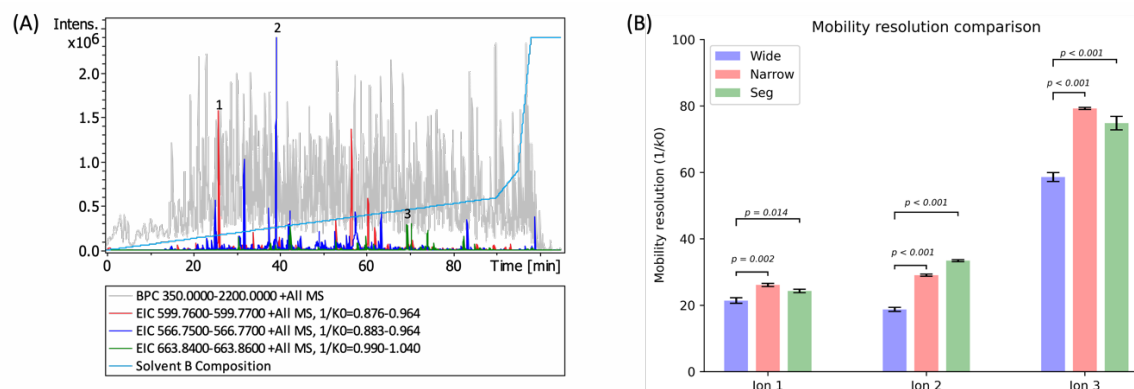 (A)
Intens.
x10⁶
2.0
1.5
1.0
0.5
0.0
1
2
3
20
40
60
80
Time [min]
BPC 350.0000-2200.0000 +All MS
EIC 599.7600-599.7700 +All MS, 1/K0=0.876-0.964
EIC 566.7500-566.7700 +All MS, 1/K0=0.883-0.964
EIC 663.8400-663.8600 +All MS, 1/K0=0.990-1.040
Solvent B Composition
(B)
Mobility resolution comparison
Mobility resolution (1/k0)
100
80
60
40
20
0
Wide
Narrow
Seg
p = 0.014
p = 0.002
p < 0.001
p < 0.001
p < 0.001
p < 0.001
Ion 1
Ion 2
Ion 3